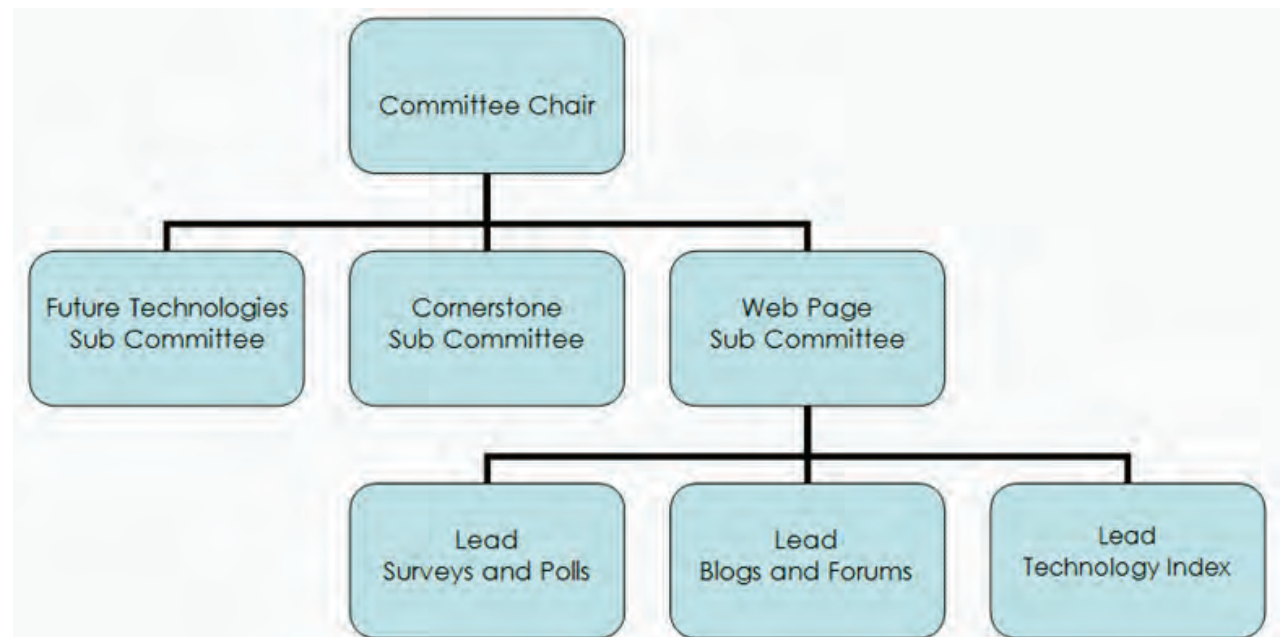 Committee Chair
Future Technologies
Sub Committee
Cornerstone
Sub Committee
Web Page
Sub Committee
Lead
Surveys and Polls
Lead
Blogs and Forums
Lead
Technology Index